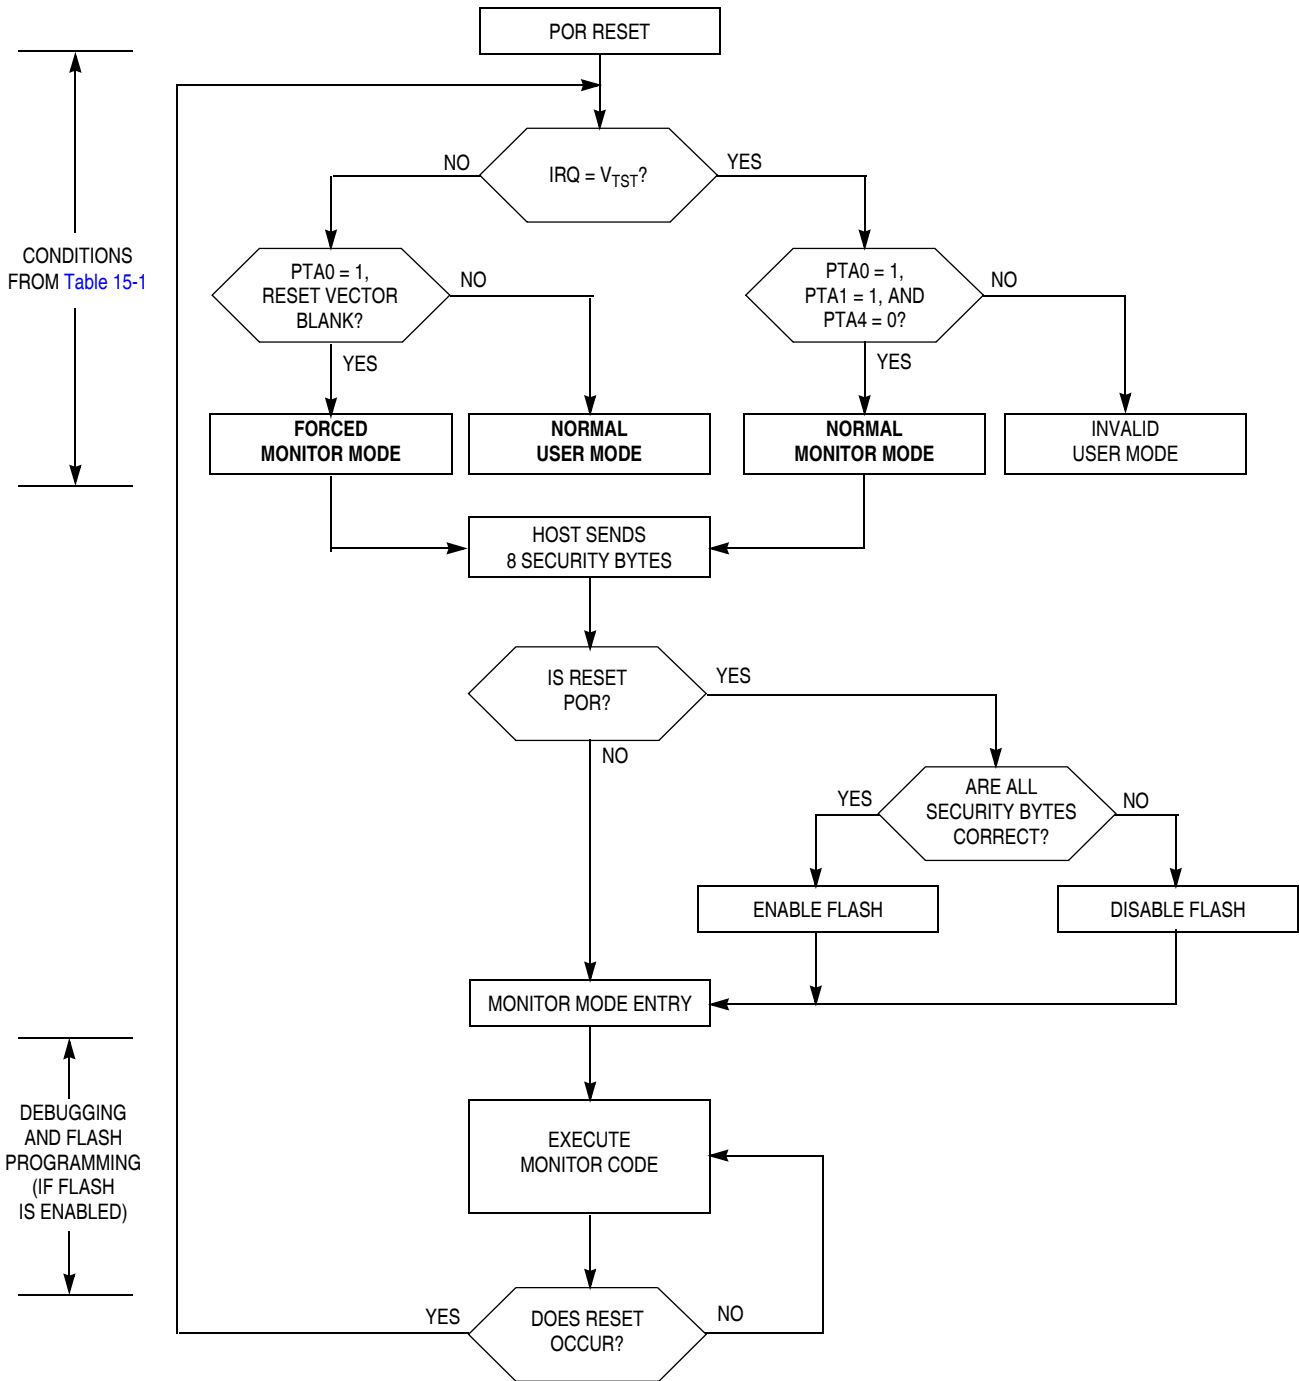 POR RESET
NO
IRQ = VTST?
YES
CONDITIONS
FROM Table 15-1
PTA0 = 1,
RESET VECTOR
BLANK?
NO
YES
PTA0 = 1,
PTA1 = 1, AND
PTA4 = 0?
NO
YES
FORCED
MONITOR MODE
NORMAL
USER MODE
NORMAL
MONITOR MODE
INVALID
USER MODE
HOST SENDS
8 SECURITY BYTES
IS RESET
POR?
YES
NO
ARE ALL
SECURITY BYTES
CORRECT?
YES
NO
ENABLE FLASH
DISABLE FLASH
MONITOR MODE ENTRY
DEBUGGING
AND FLASH
PROGRAMMING
(IF FLASH
IS ENABLED)
EXECUTE
MONITOR CODE
YES
DOES RESET
OCCUR?
NO